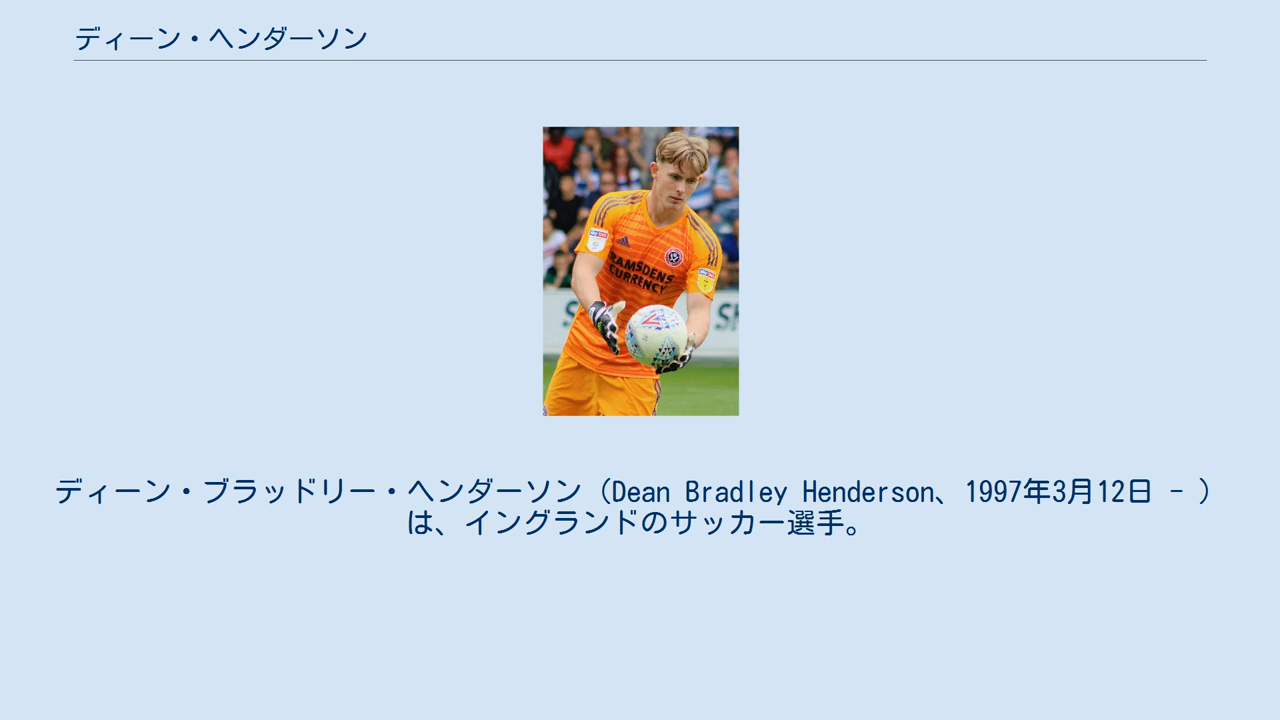 ディーン・ヘンダーソン
RAMSDENS
CURRENCY
ディーン・ブラッドリー・ヘンダーソン（Dean Bradley Henderson、1997年3月12日 - ）
は、イングランドのサッカー選手。